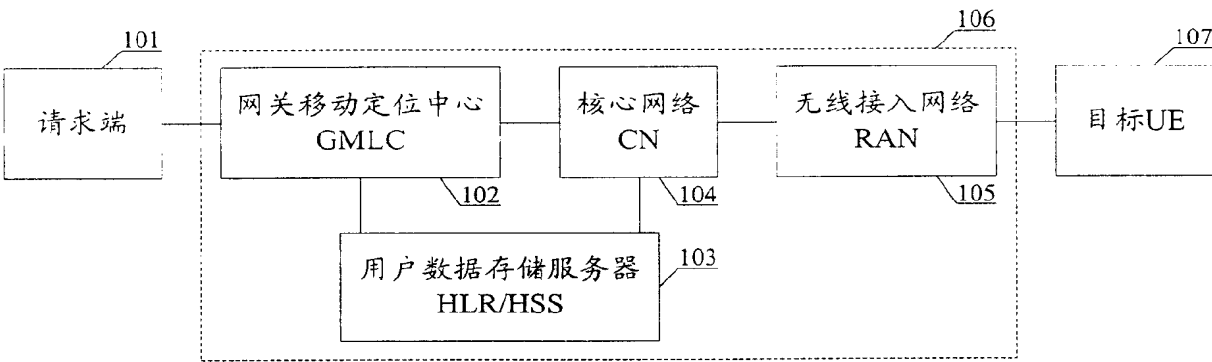 101
106
107
请求端
网关移动定位中心
GMLC
核心网络
CN
无线接入网络
RAN
目标UE
102
104
105
用户数据存储服务器
HLR/HSS
103